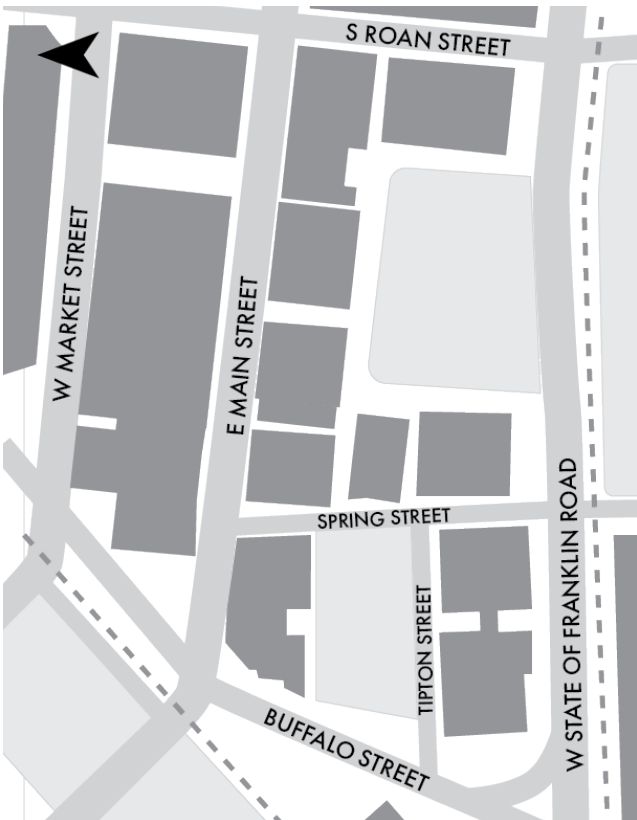 S ROAN STREET
W MARKET STREET
E MAIN STREET
SPRING STREET
TIPTON STREET
W STATE OF FRANKLIN ROAD
BUFFALO STREET